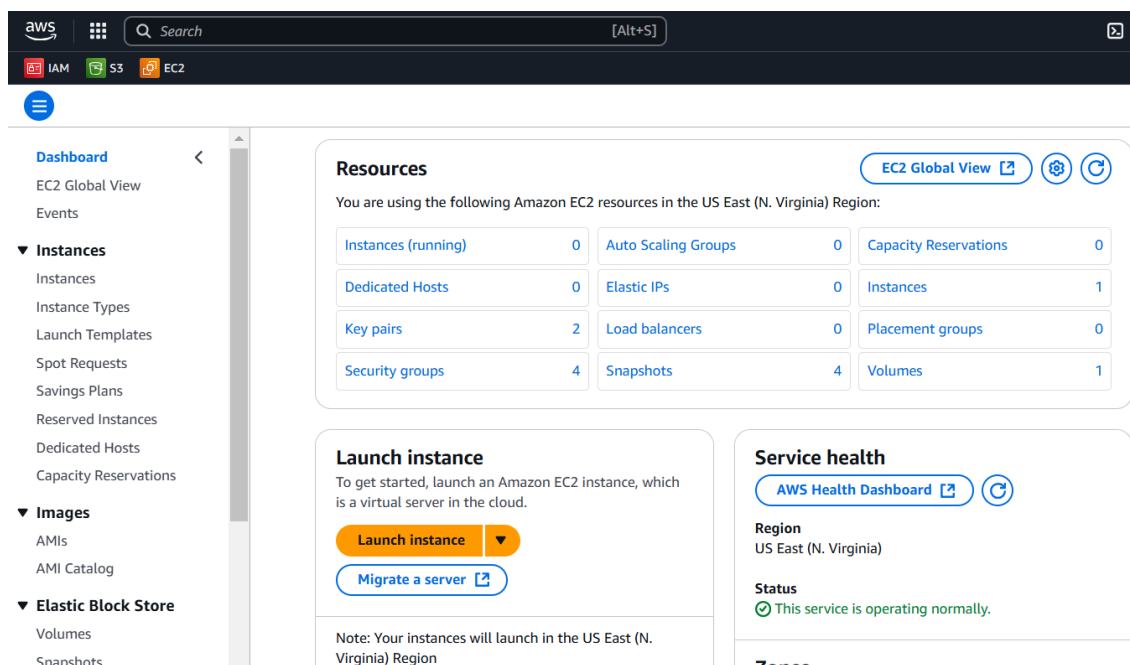 aws
Search [Alt+S]
IAM S3 EC2
Dashboard
EC2 Global View
Events
Instances
Instances
Instance Types
Launch Templates
Spot Requests
Savings Plans
Reserved Instances
Dedicated Hosts
Capacity Reservations
Images
AMIs
AMI Catalog
Elastic Block Store
Volumes
Snapshots
Resources
EC2 Global View
You are using the following Amazon EC2 resources in the US East (N. Virginia) Region:
Instances (running) 0 Auto Scaling Groups 0 Capacity Reservations 0
Dedicated Hosts 0 Elastic IPs 0 Instances 1
Key pairs 2 Load balancers 0 Placement groups 0
Security groups 4 Snapshots 4 Volumes 1
Launch instance
To get started, launch an Amazon EC2 instance, which
is a virtual server in the cloud.
Launch instance
Migrate a server
Note: Your instances will launch in the US East (N.
Virginia) Region
Service health
AWS Health Dashboard
Region
US East (N. Virginia)
Status
This service is operating normally.
Zones